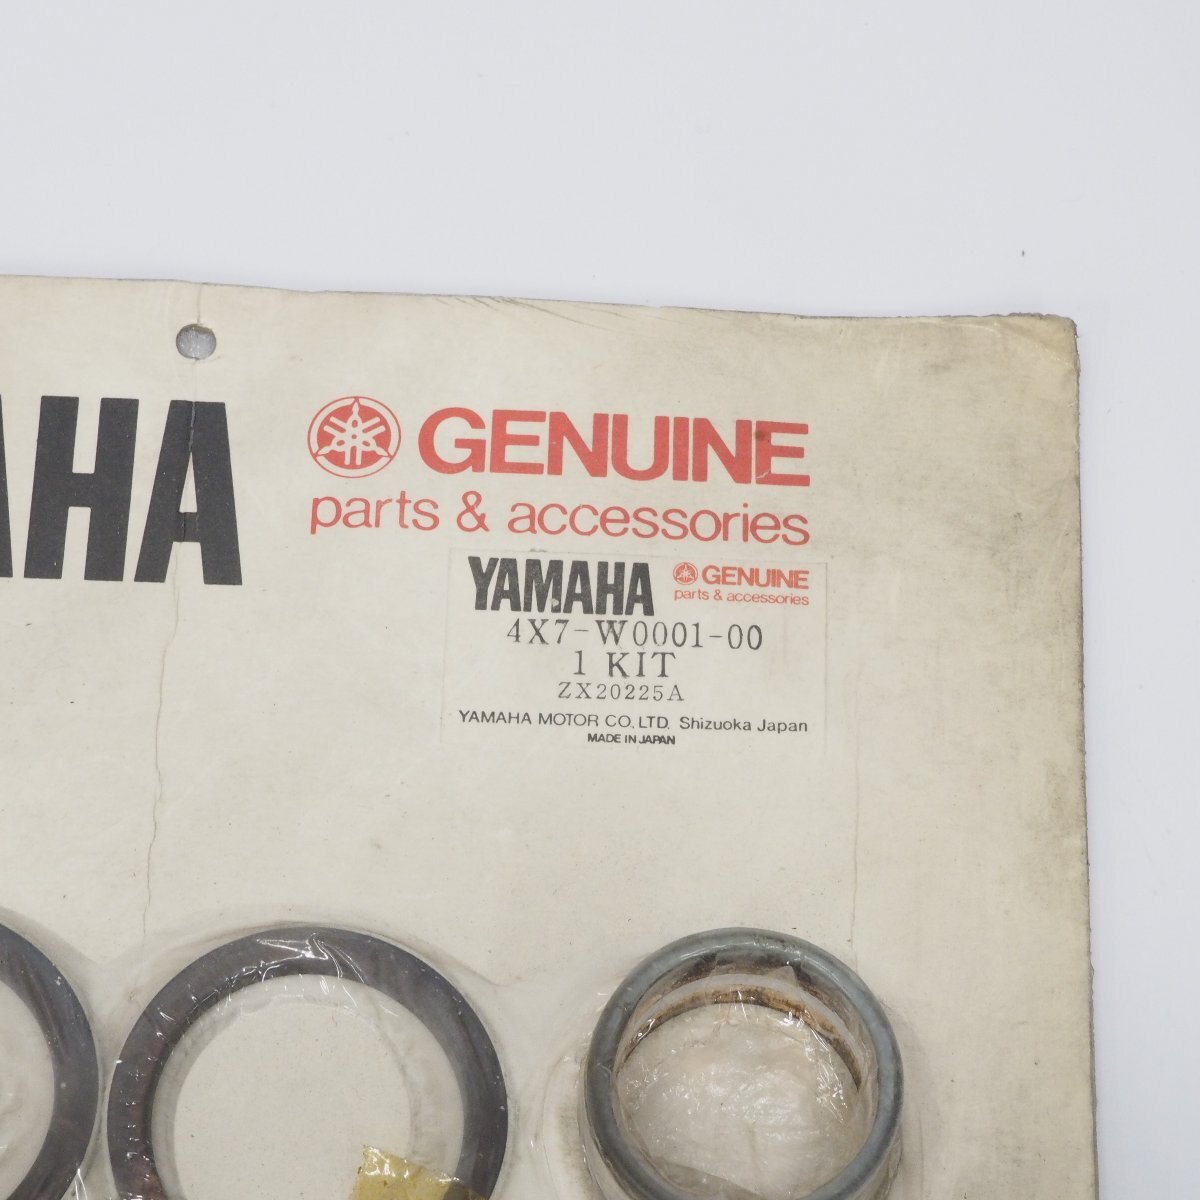 AHA
GENUINE
parts & accessories
YAMAHA GENUINE
parts & accessories
4X7-W0001-00
1 KIT
ZX20225A
YAMAHA MOTOR CO., LTD. Shizuoka Japan
MADE IN JAPAN